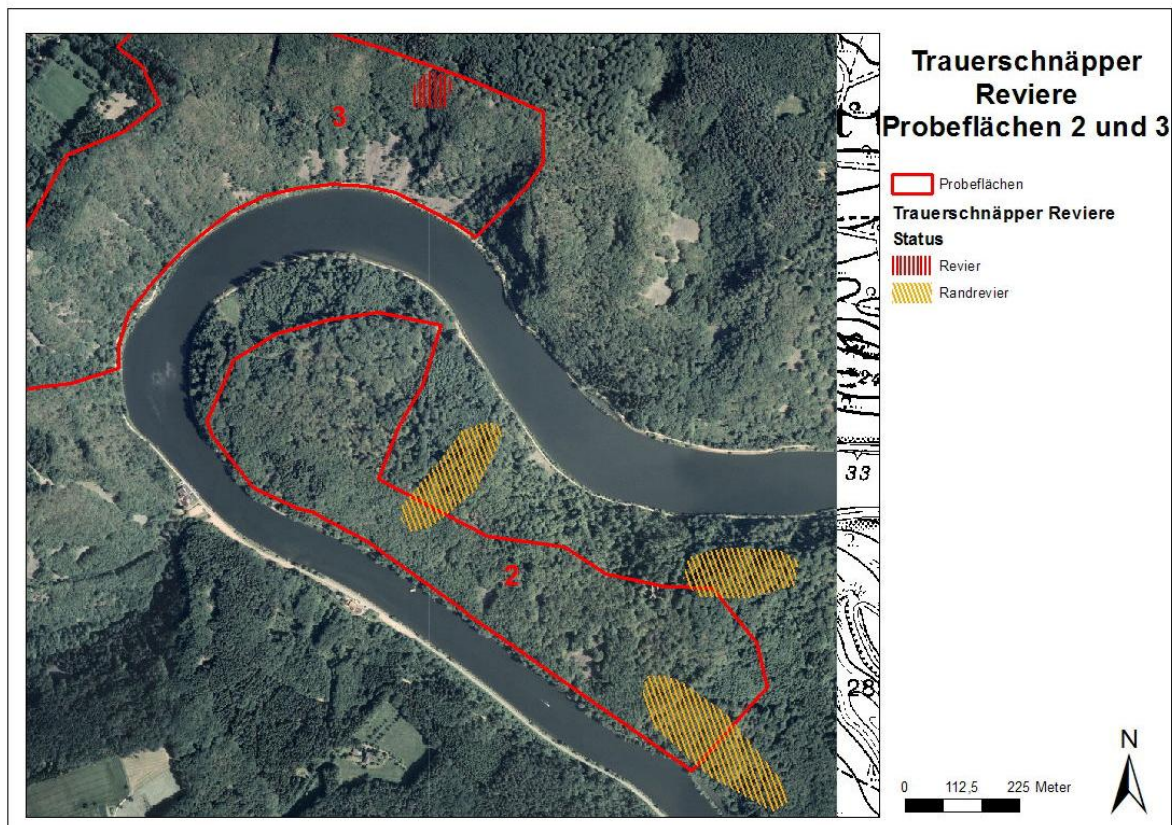 Trauerschnäpper
Reviere
Probeflächen 2 und 3
Probeflächen
Trauerschnäpper Reviere
Status
Revier
Randrevier
3
2
33
28
N
0 112,5 225 Meter